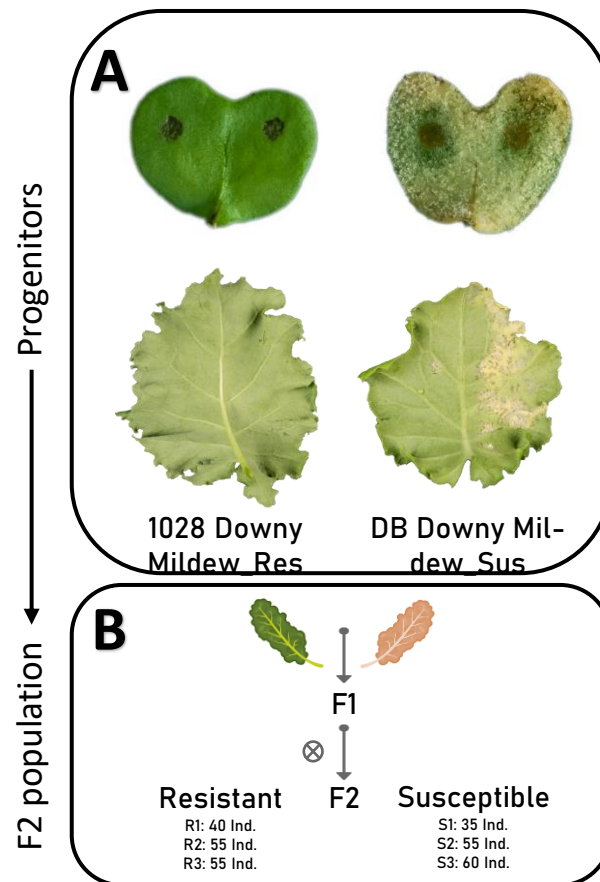 A
Progenitors
1028 Downy
Mildew_Res
DB Downy Mil-
dew_Sus
B
F2 population
F1
F2
Resistant
R1: 40 Ind.
R2: 55 Ind.
R3: 55 Ind.
Susceptible
S1: 35 Ind.
S2: 55 Ind.
S3: 60 Ind.